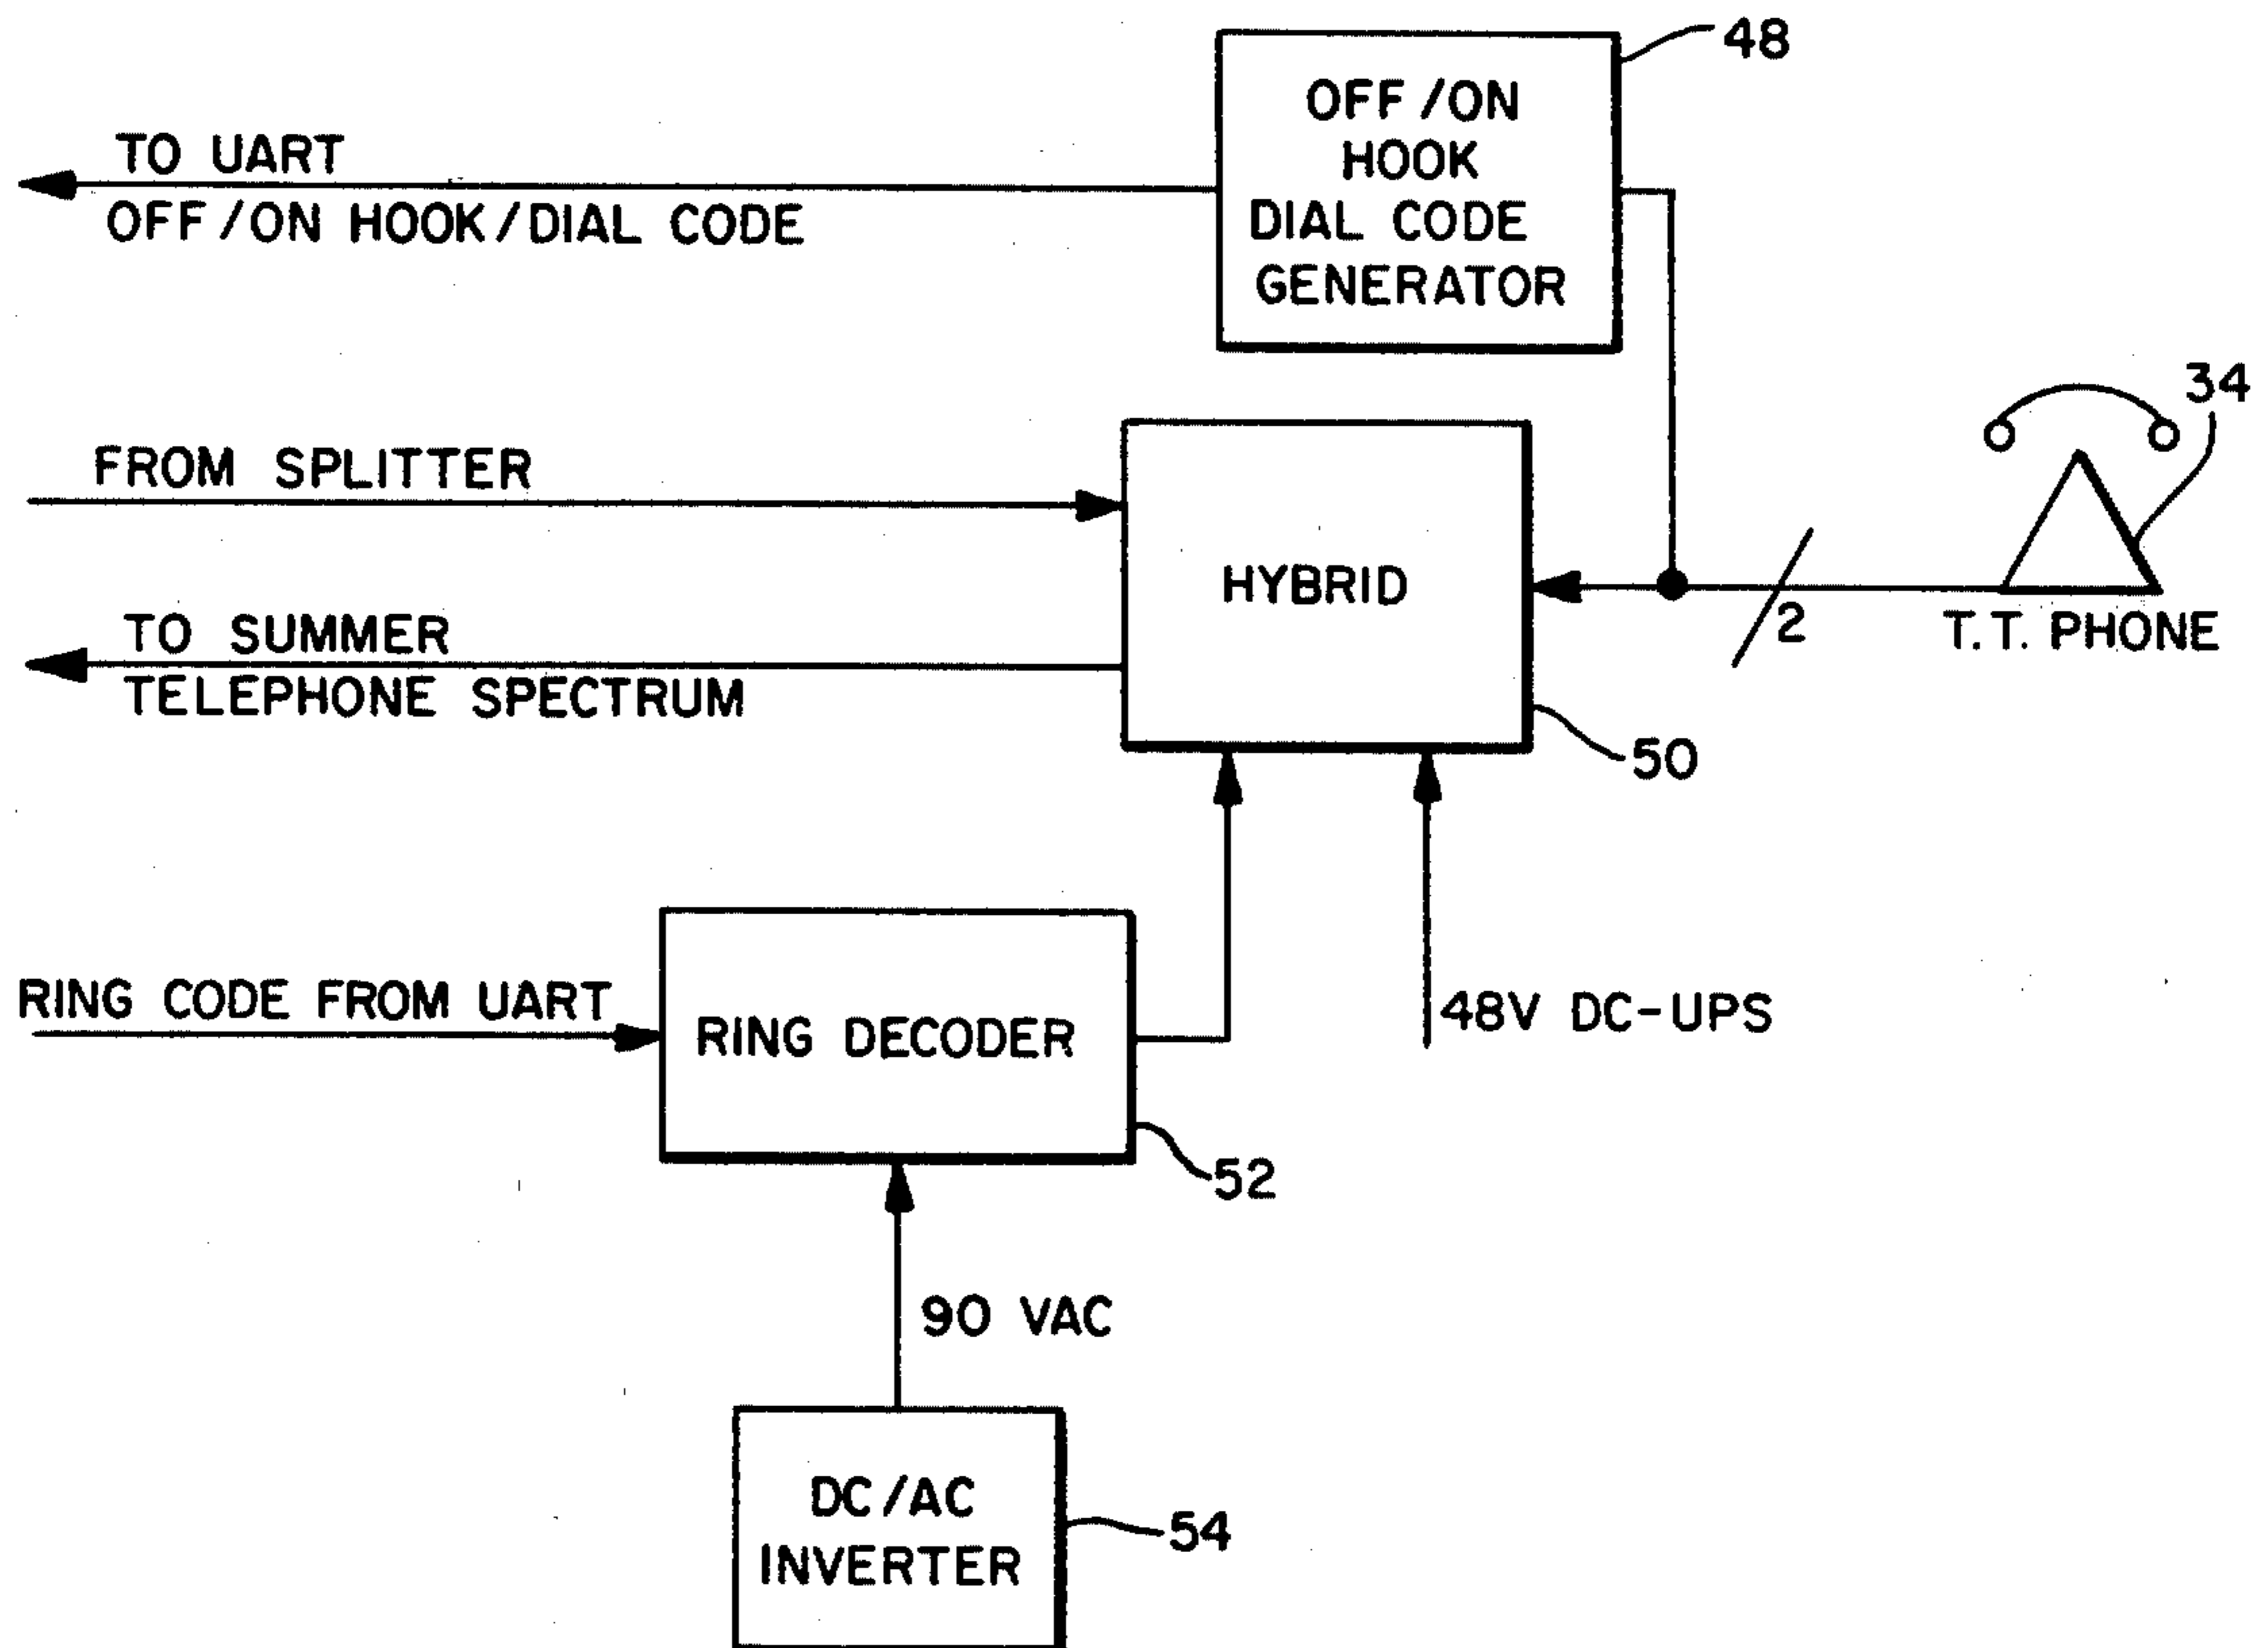 48
OFF/ON
HOOK
DIAL CODE
GENERATOR
TO UART
OFF/ON HOOK/DIAL CODE
34
FROM SPLITTER
HYBRID
2
T.T. PHONE
TO SUMMER
TELEPHONE SPECTRUM
50
RING CODE FROM UART
RING DECODER
48V DC-UPS
52
90 VAC
DC/AC
INVERTER
54